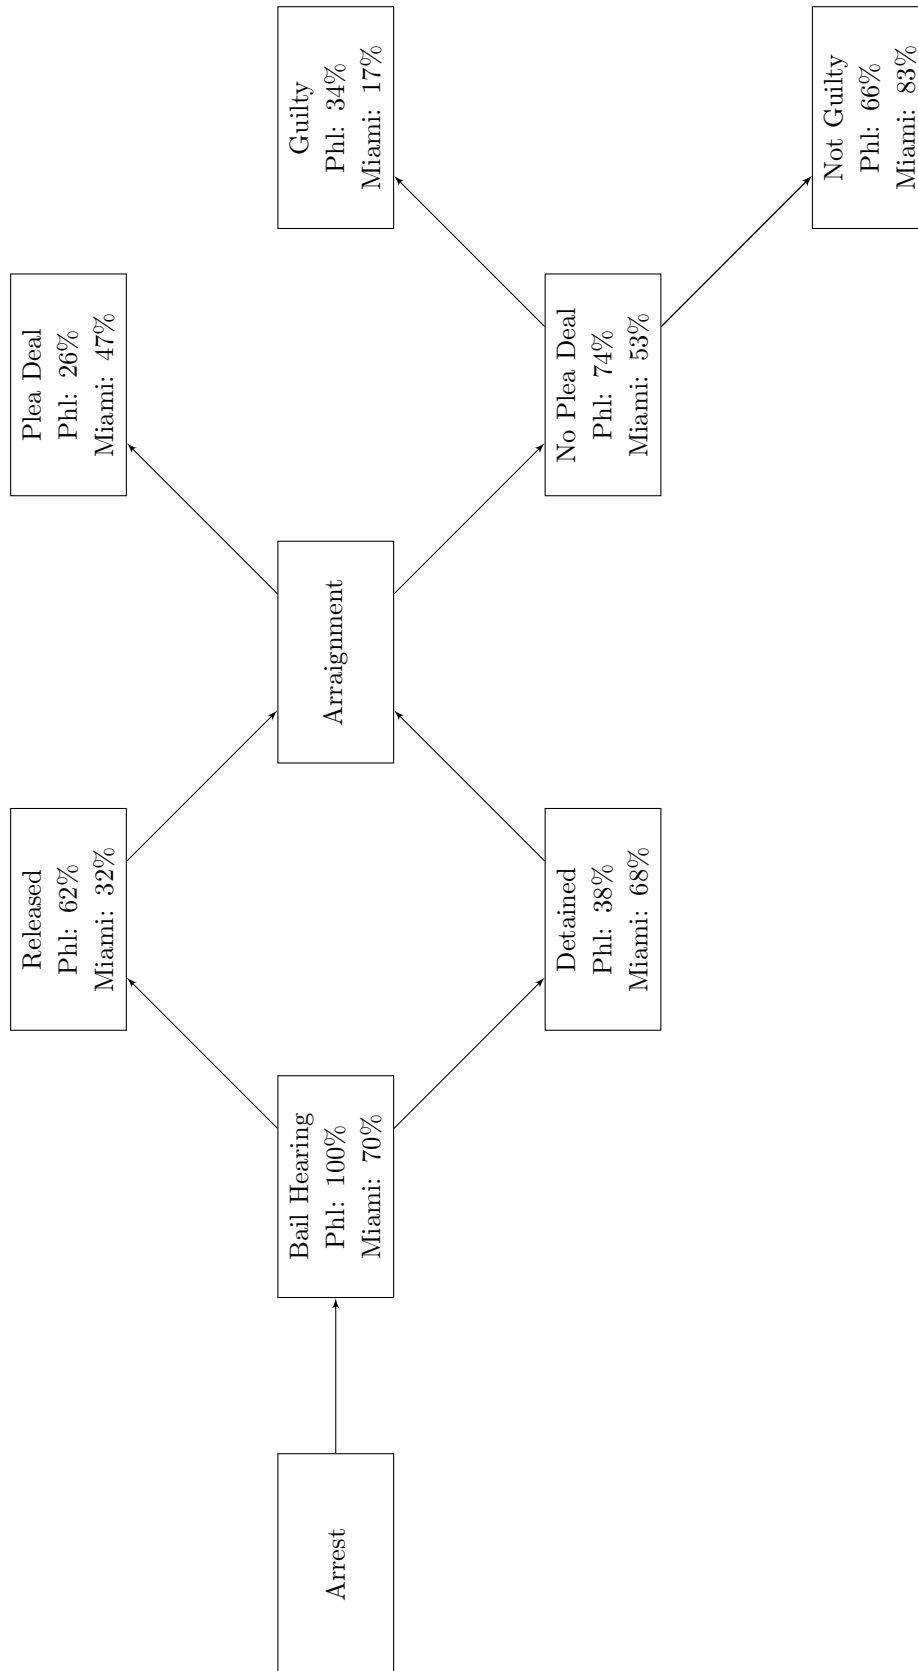 Arrest
Bail Hearing
Phl: 100%
Miami: 70%
Released
Phl: 62%
Miami: 32%
Detained
Phl: 38%
Miami: 68%
Arraignment
Plea Deal
Phl: 26%
Miami: 47%
No Plea Deal
Phl: 74%
Miami: 53%
Guilty
Phl: 34%
Miami: 17%
Not Guilty
Phl: 66%
Miami: 83%